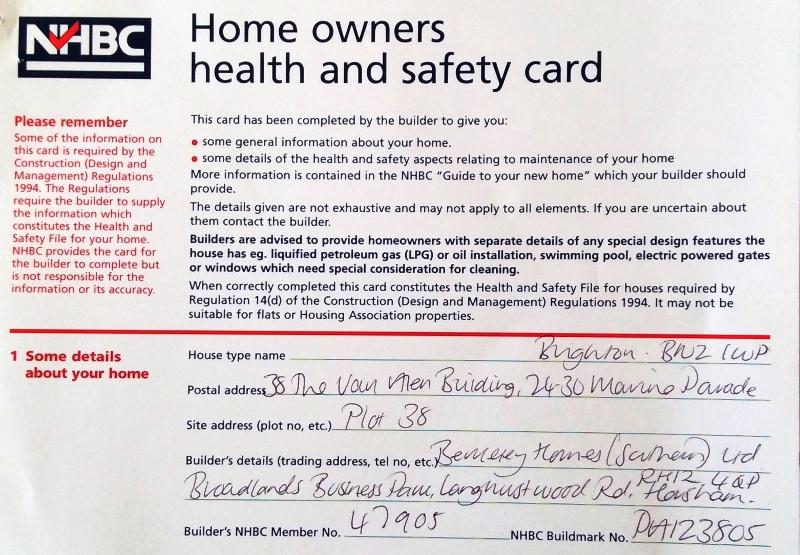 NHBC
Home owners
health and safety card
Please remember
Some of the information on
this card is required by the
Construction (Design and
Management) Regulations
1994. The Regulations
require the builder to supply
the information which
constitutes the Health and
Safety File for your home.
NHBC provides the card for
the builder to complete but
is not responsible for the
information or its accuracy.
This card has been completed by the builder to give you:
• some general information about your home.
• some details of the health and safety aspects relating to maintenance of your home
More information is contained in the NHBC "Guide to your new home" which your builder should
provide.
The details given are not exhaustive and may not apply to all elements. If you are uncertain about
them contact the builder.
Builders are advised to provide homeowners with separate details of any special design features the
house has eg. liquified petroleum gas (LPG) or oil installation, swimming pool, electric powered gates
or windows which need special consideration for cleaning.
When correctly completed this card constitutes the Health and Safety File for houses required by
Regulation 14(d) of the Construction (Design and Management) Regulations 1994. It may not be
suitable for flats or Housing Association properties.
1 Some details
about your home
House type name Brighton. BN2 1WP
Postal address 38 The Van Alen Building, 24-30 Marine Parade
Site address (plot no, etc.) Plot 38
Builder's details (trading address, tel no, etc.) Berkeley Homes (Southern) Ltd
Broadlands Business Park, Langhurstwood Rd, Horsham. RH12 4QP
Builder's NHBC Member No. 47905
NHBC Buildmark No. DA123805